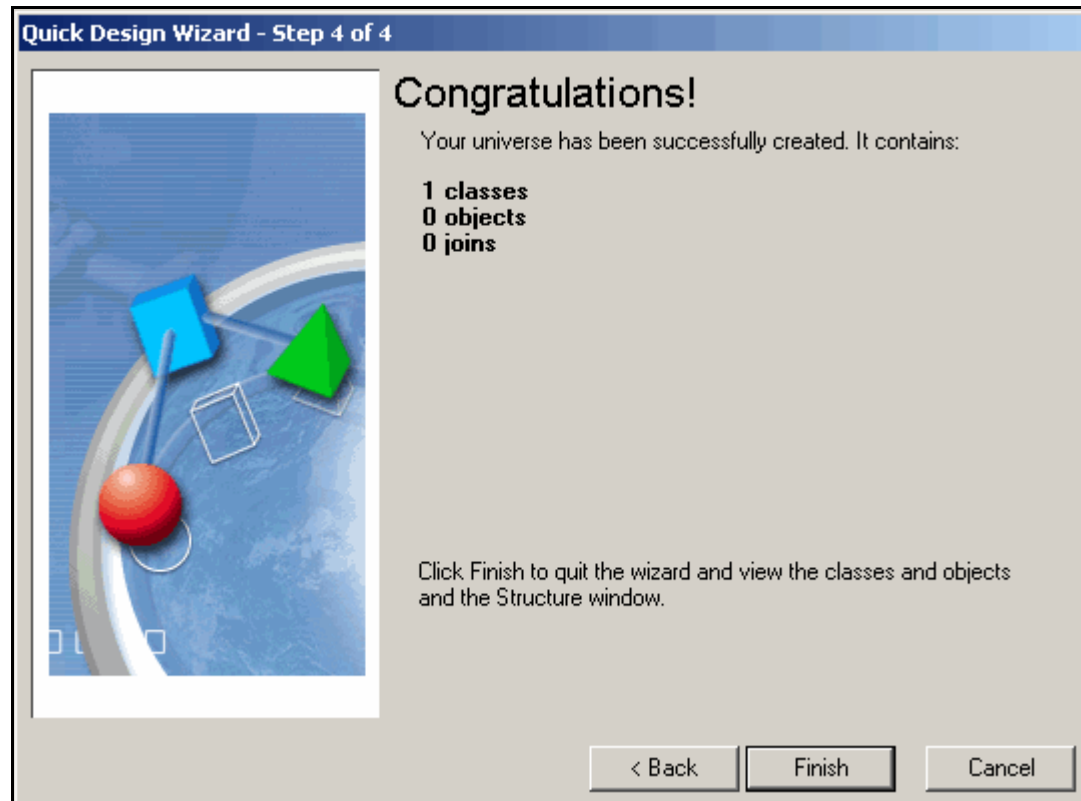 Quick Design Wizard - Step 4 of 4
Congratulations!
Your universe has been successfully created. It contains:
1 classes
0 objects
0 joins
Click Finish to quit the wizard and view the classes and objects
and the Structure window.
< Back
Finish
Cancel